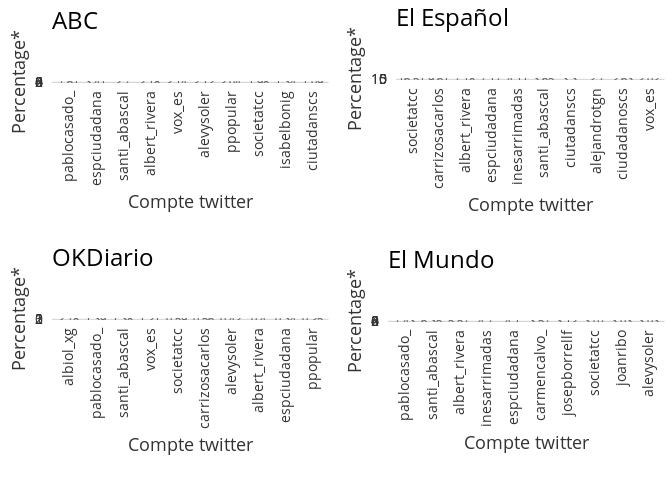 ABC
Percentage*
pablocasado_
espciudadana
santi_abascal
albert_rivera
vox_es
alevysoler
ppopular
societatcc
isabelbonig
ciutadanscs
Compte twitter
El Español
Percentage*
societatcc
carrizosacarlos
albert_rivera
espciudadana
inesarrimadas
santi_abascal
ciutadanscs
alejandrotgn
ciudadanoscs
vox_es
Compte twitter
OKDiario
Percentage*
albiol_xg
pablocasado_
santi_abascal
vox_es
societatcc
carrizosacarlos
alevysoler
albert_rivera
espciudadana
ppopular
Compte twitter
El Mundo
Percentage*
pablocasado_
santi_abascal
albert_rivera
inesarrimadas
espciudadana
carmencalvo_
josepborrellf
societatcc
joanribo
alevysoler
Compte twitter